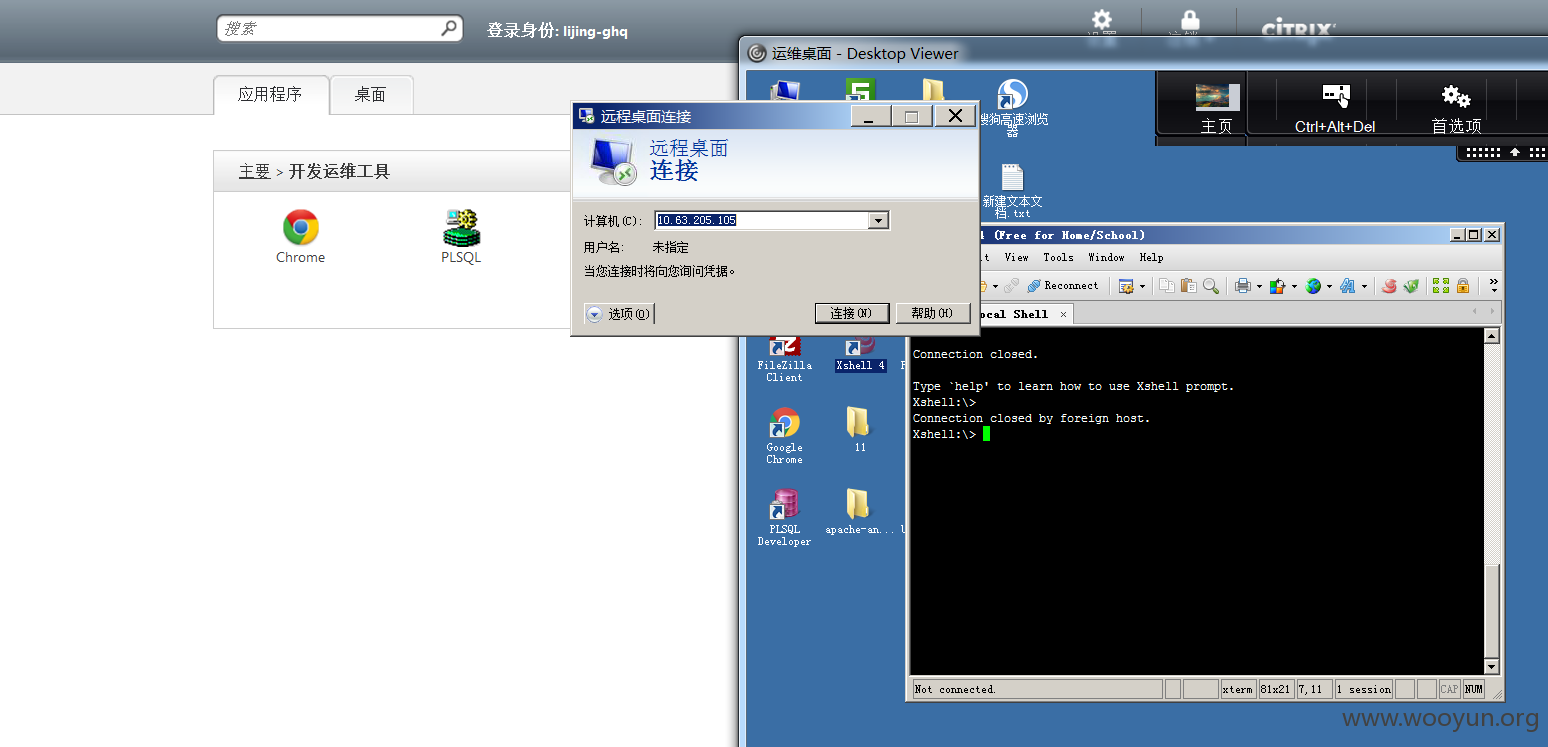 搜索
登录身份: lijing-ghq
设置
CITRIX
应用程序
桌面
主要 > 开发运维工具
Chrome
PLSQL
运维桌面 - Desktop Viewer
主页
Ctrl+Alt+Del
首选项
搜狗高速浏览
器
新建文本文
档.txt
远程桌面连接
远程桌面
连接
计算机(C):
10.63.205.105
用户名:
未指定
当您连接时将向您询问凭据。
选项(O)
连接(N)
帮助(H)
4 (Free for Home/School)
t View Tools Window Help
Reconnect
ocal Shell ×
Connection closed.
Type `help' to learn how to use Xshell prompt.
Xshell:\>
Connection closed by foreign host.
Xshell:\>
Not connected.
xterm
81x21
7,11
1 session
CAP
NUM
FileZilla
Client
Xshell 4
Google
Chrome
11
PLSQL
Developer
apache-an...
www.wooyun.org